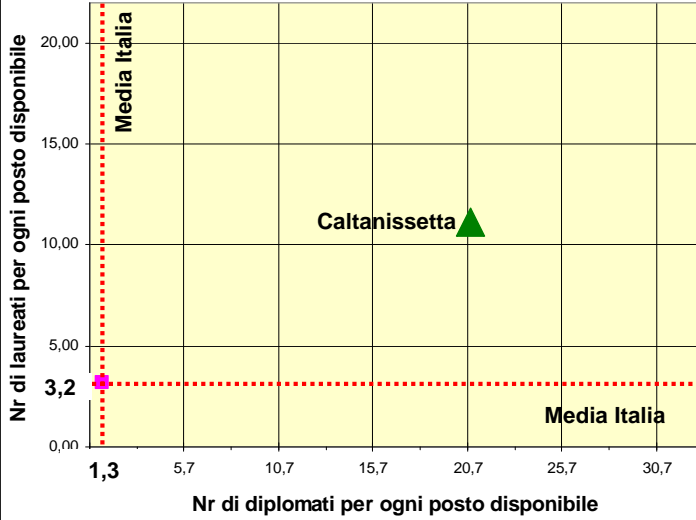 Nr di laureati per ogni posto disponibile
20,00
15,00
10,00
5,00
3,2
0,00
Media Italia
Caltanissetta
Media Italia
1,3
5,7
10,7
15,7
20,7
25,7
30,7
Nr di diplomati per ogni posto disponibile